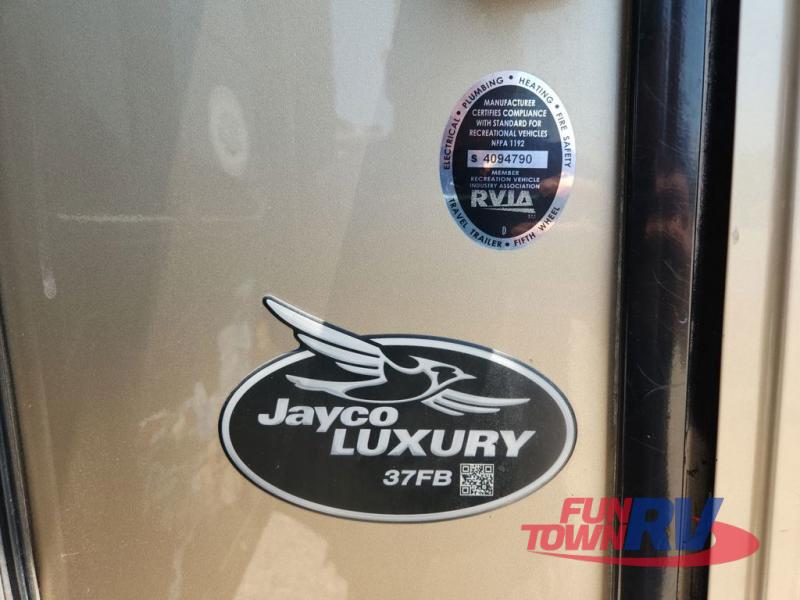 ELECTRICAL • PLUMBING • HEATING • FIRE SAFETY
MANUFACTURER
CERTIFIES COMPLIANCE
WITH STANDARD FOR
RECREATIONAL VEHICLES
NFPA 1192
S 4094790
MEMBER
RECREATION VEHICLE
INDUSTRY ASSOCIATION
RVIA
D
TRAVEL TRAILER • FIFTH WHEEL
Jayco
LUXURY
37FB
FUN
TOWN RV